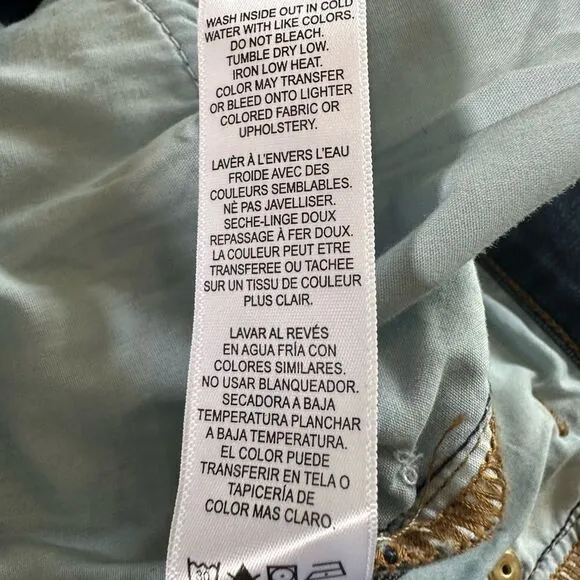 WASH INSIDE OUT IN COLD
WATER WITH LIKE COLORS.
DO NOT BLEACH.
TUMBLE DRY LOW.
IRON LOW HEAT.
COLOR MAY TRANSFER
OR BLEED ONTO LIGHTER
COLORED FABRIC OR
UPHOLSTERY.
LAVÈR À L'ENVERS L'EAU
FROIDE AVEC DES
COULEURS SEMBLABLES.
NÈ PAS JAVELLISER.
SECHE-LINGE DOUX
REPASSAGE À FER DOUX.
LA COULEUR PEUT ETRE
TRANSFEREE OU TACHEE
SUR UN TISSU DE COULEUR
PLUS CLAIR.
LAVAR AL REVÉS
EN AGUA FRÍA CON
COLORES SIMILARES.
NO USAR BLANQUEADOR.
SECADORA A BAJA
TEMPERATURA PLANCHAR
A BAJA TEMPERATURA.
EL COLOR PUEDE
TRANSFERIR EN TELA O
TAPICERÍA DE
COLOR MAS CLARO.
30